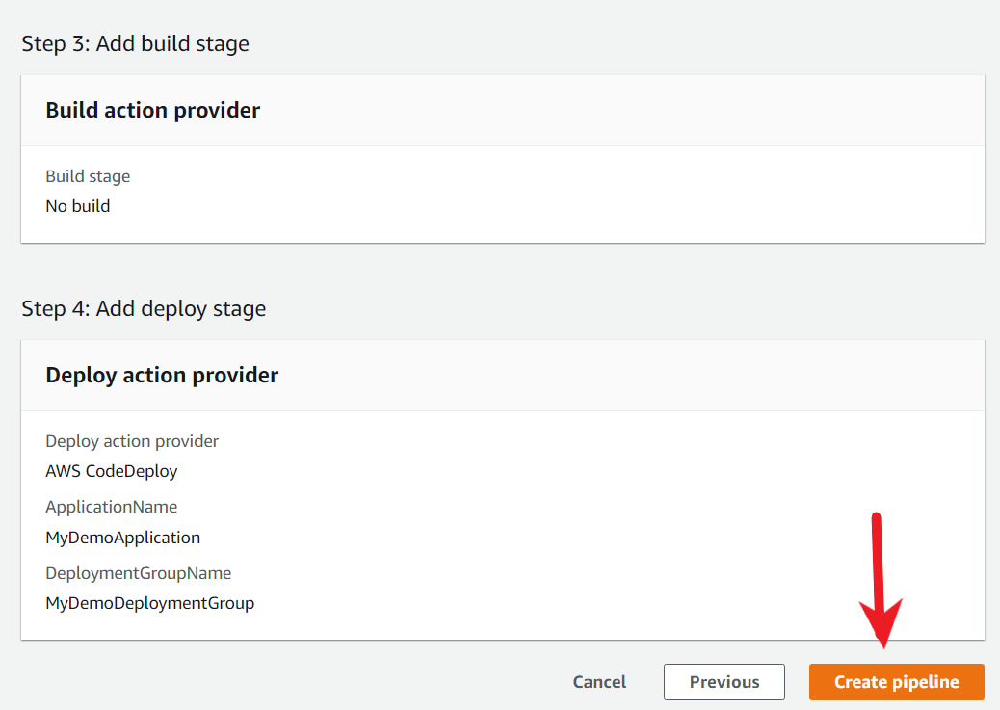 Step 3: Add build stage
Build action provider
Build stage
No build
Step 4: Add deploy stage
Deploy action provider
Deploy action provider
AWS CodeDeploy
ApplicationName
MyDemoApplication
DeploymentGroupName
MyDemoDeploymentGroup
Cancel Previous Create pipeline